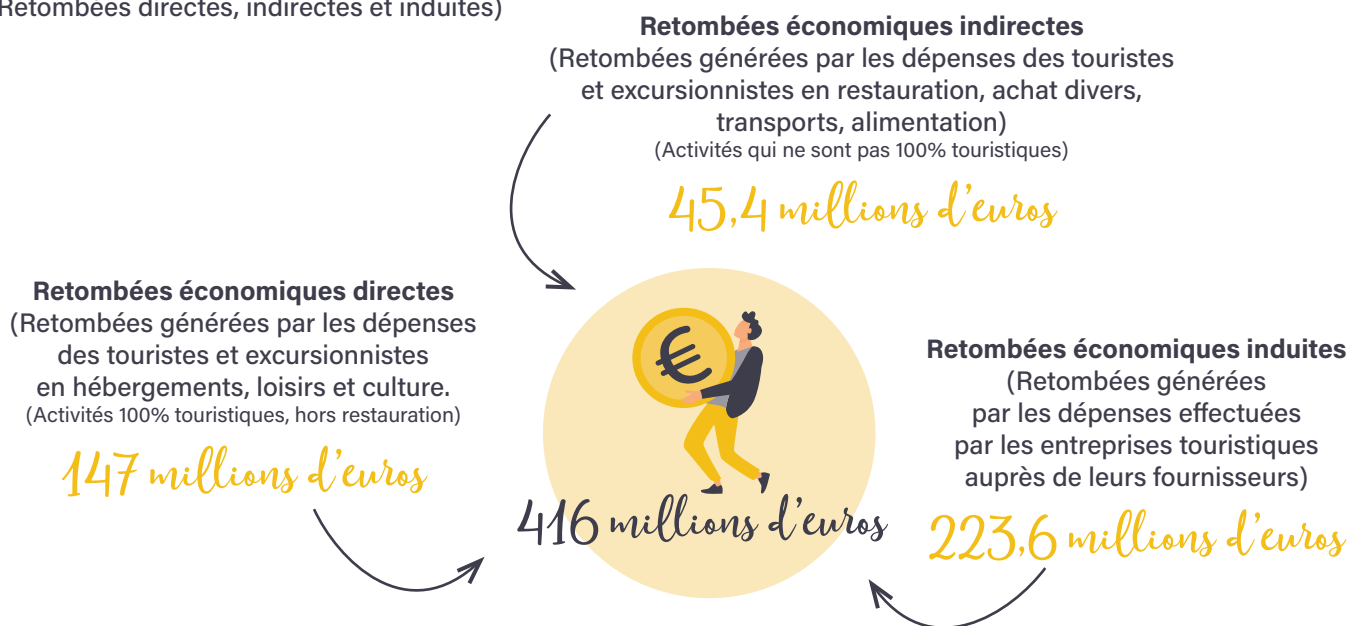 Retombées directes, indirectes et induites)
Retombées économiques indirectes
(Retombées générées par les dépenses des touristes
et excursionnistes en restauration, achat divers,
transports, alimentation)
(Activités qui ne sont pas 100% touristiques)
45,4 millions d'euros
Retombées économiques directes
(Retombées générées par les dépenses
des touristes et excursionnistes
en hébergements, loisirs et culture.
(Activités 100% touristiques, hors restauration)
147 millions d'euros
€
416 millions d'euros
Retombées économiques induites
(Retombées générées
par les dépenses effectuées
par les entreprises touristiques
auprès de leurs fournisseurs)
223,6 millions d'euros